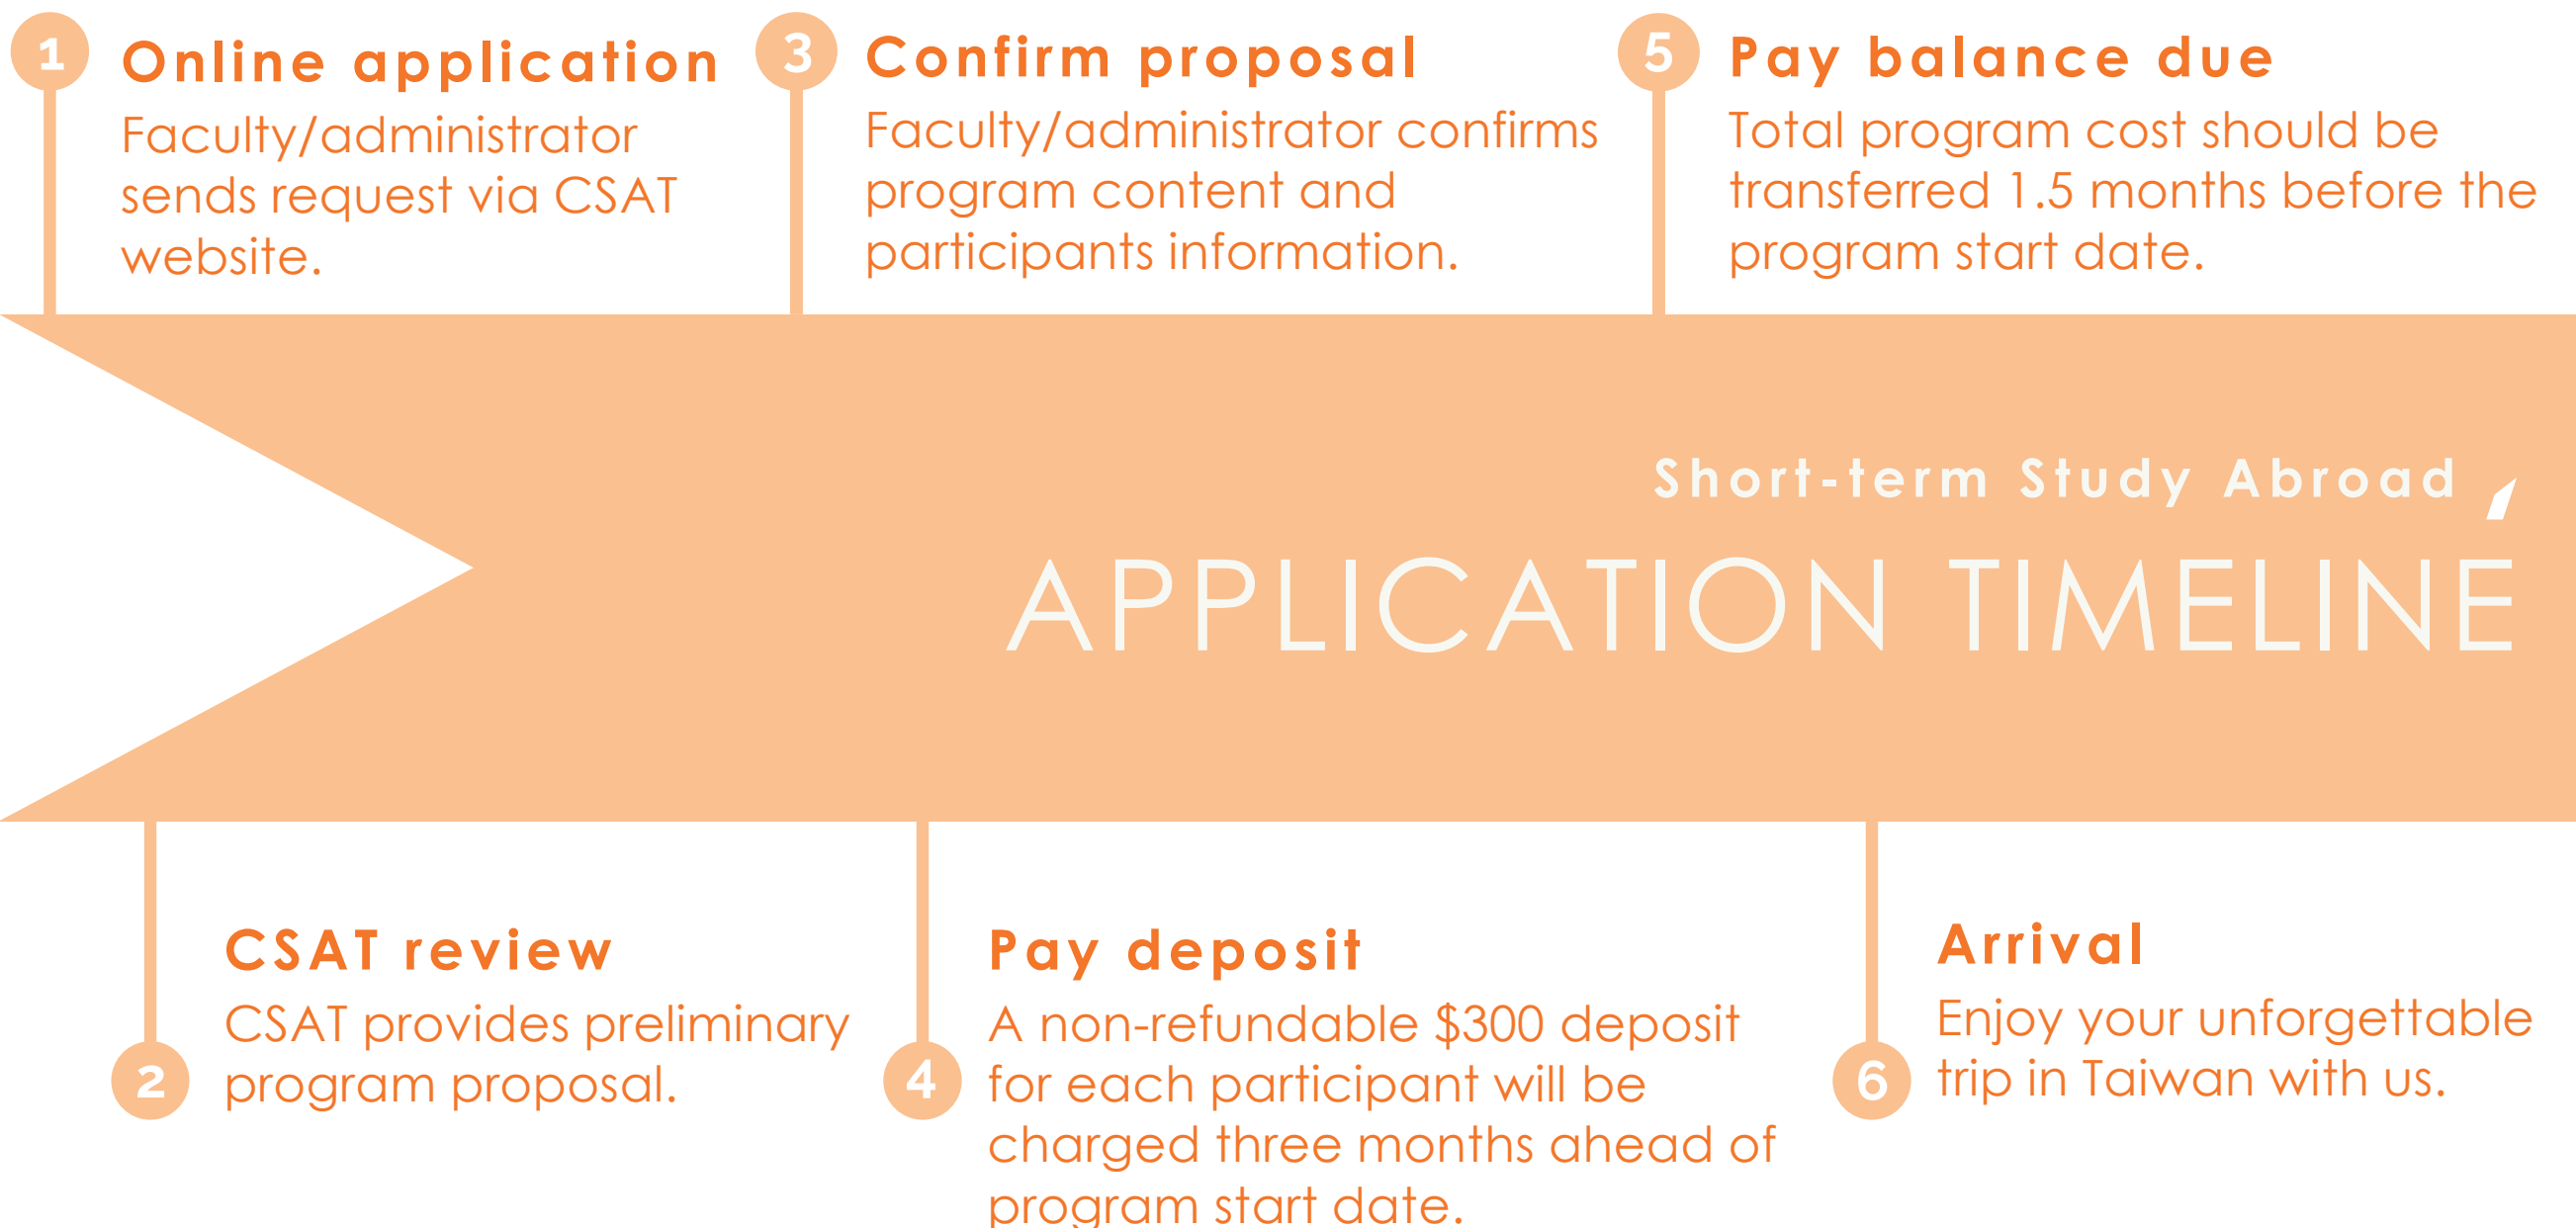 1
Online application
Faculty/administrator
sends request via CSAT
website.
3
Confirm proposal
Faculty/administrator confirms
program content and
participants information.
5
Pay balance due
Total program cost should be
transferred 1.5 months before the
program start date.
Short-term Study Abroad
APPLICATION TIMELINE
2
CSAT review
CSAT provides preliminary
program proposal.
4
Pay deposit
A non-refundable $300 deposit
for each participant will be
charged three months ahead of
program start date.
6
Arrival
Enjoy your unforgettable
trip in Taiwan with us.